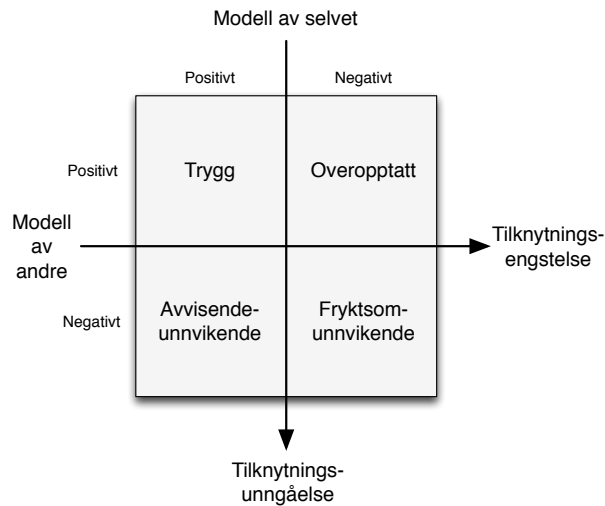 Modell av selvet
Positivt
Negativt
Positivt
Trygg
Overopptatt
Modell
av
andre
Tilknytnings-
engstelse
Negativt
Avvisende-
unnvikende
Fryktsom-
unnvikende
Tilknytnings-
unngåelse